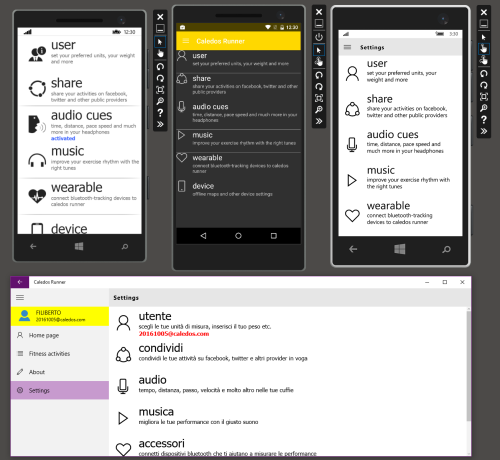 12:30
user
set your preferred units, your weight
and more
share
share your activities on facebook,
twitter and other public providers
audio cues
time, distance, pace speed and much
more in your headphones
activated
music
improve your exercise rhythm with the
right tunes
wearable
connect bluetooth-tracking devices to
caledos runner
device
12:30
Caledos Runner
user
set your preferred units, your weight and more
share
share your activities on facebook, twitter and other
public providers
audio cues
time, distance, pace speed and much more in your
headphones
music
improve your exercise rhythm with the right tunes
wearable
connect bluetooth-tracking devices to caledos
runner
device
offline maps and other device settings
3:30
Settings
user
set your preferred units, your
weight and more
share
share your activities on
facebook, twitter and other
public providers
audio cues
time, distance, pace speed and
much more in your headphones
music
improve your exercise rhythm with
the right tunes
wearable
connect bluetooth-tracking
devices to caledos runner
Caledos Runner
FILIBERTO
20161005@caledos.com
Home page
Fitness activities
About
Settings
Settings
utente
scegli le tue unità di misura, inserisci il tuo peso etc.
20161005@caledos.com
condividi
condividi le tue attività su facebook, twitter e altri provider in voga
audio
tempo, distanza, passo, velocità e molto altro nelle tue cuffie
musica
migliora le tue performance con il giusto suono
accessori
connetti dispositivi bluetooth che ti aiutano a misurare le performance